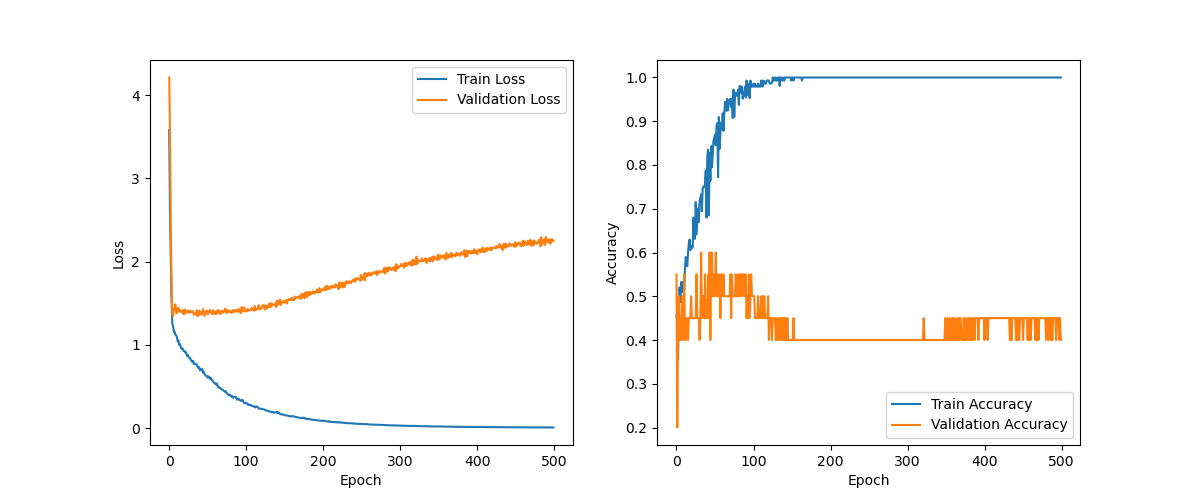 Train Loss
Validation Loss
4
3
2
1
0
Loss
0 100 200 300 400 500
Epoch
1.0
0.9
0.8
0.7
0.6
0.5
0.4
0.3
0.2
Accuracy
Train Accuracy
Validation Accuracy
0 100 200 300 400 500
Epoch